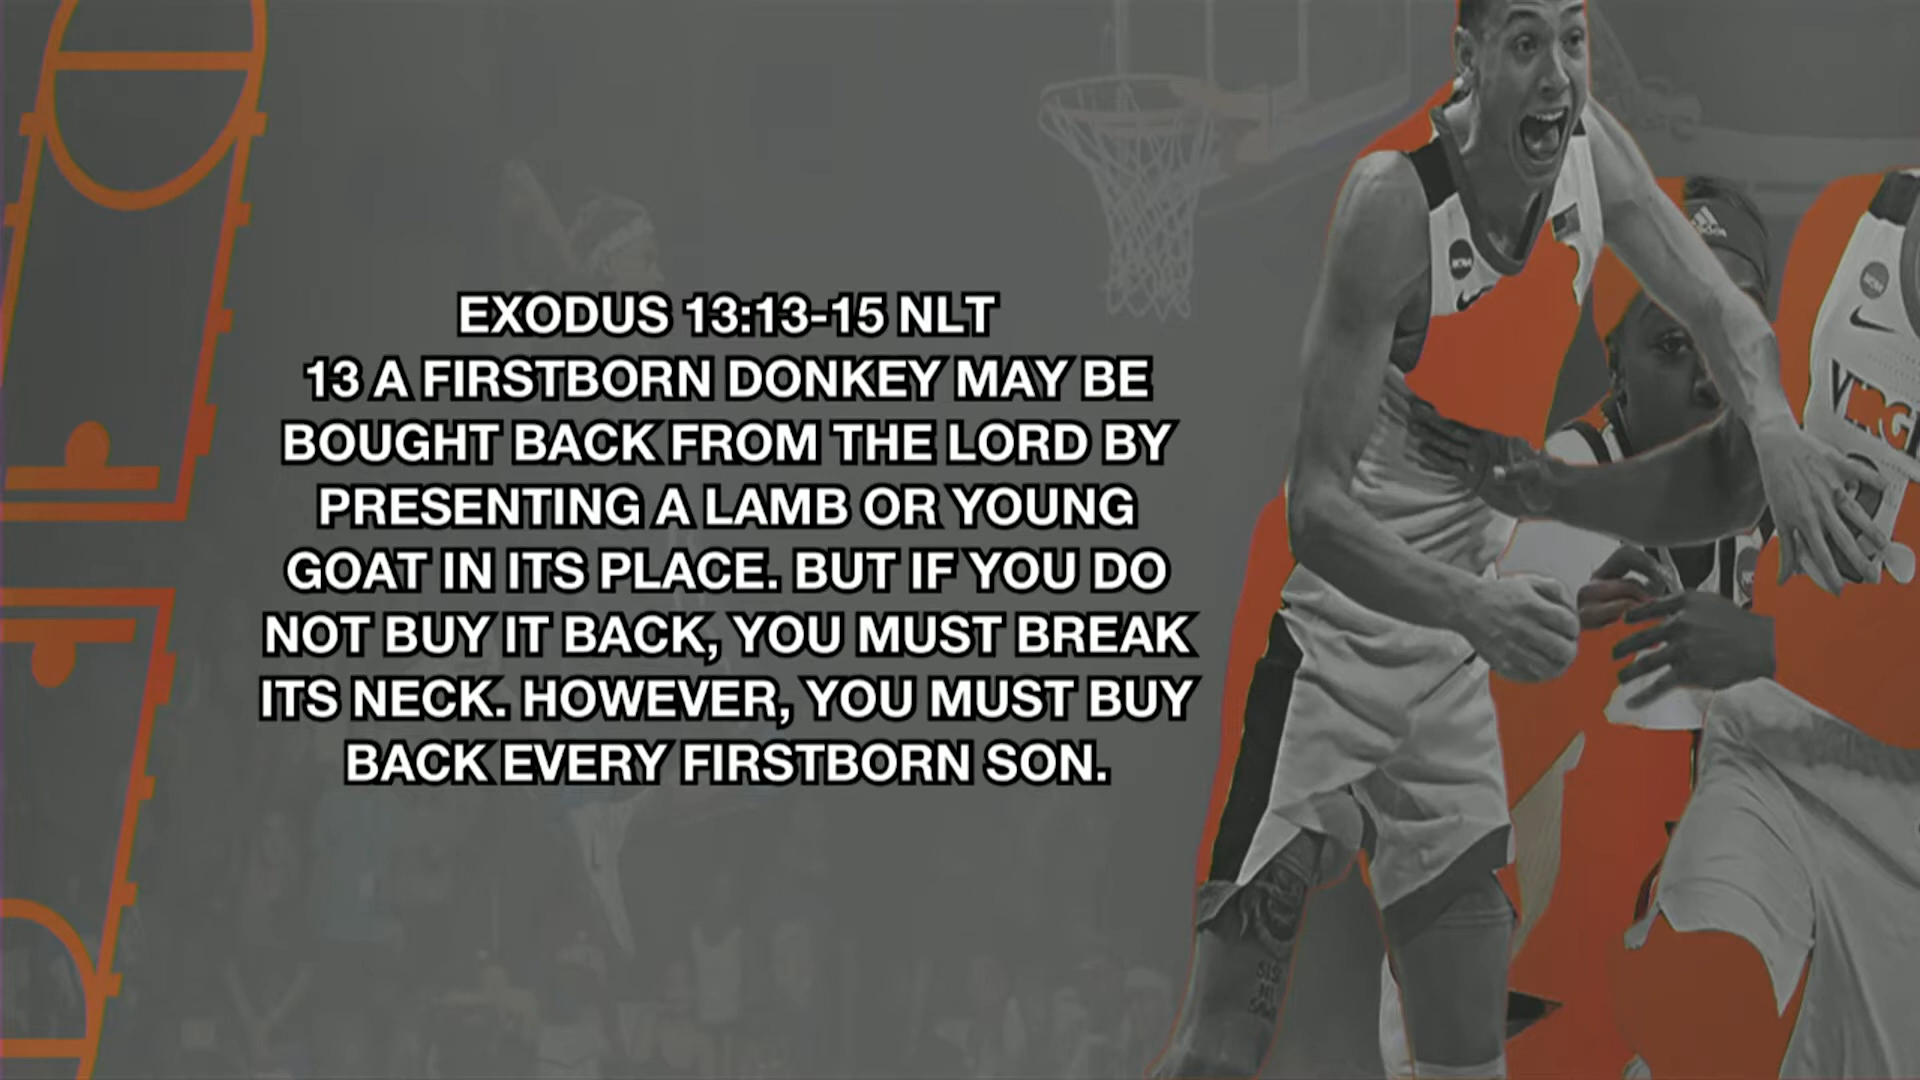 EXODUS 13:13-15 NLT
13 A FIRSTBORN DONKEY MAY BE
BOUGHT BACK FROM THE LORD BY
PRESENTING A LAMB OR YOUNG
GOAT IN ITS PLACE. BUT IF YOU DO
NOT BUY IT BACK, YOU MUST BREAK
ITS NECK. HOWEVER, YOU MUST BUY
BACK EVERY FIRSTBORN SON.
NCAA
VIRG